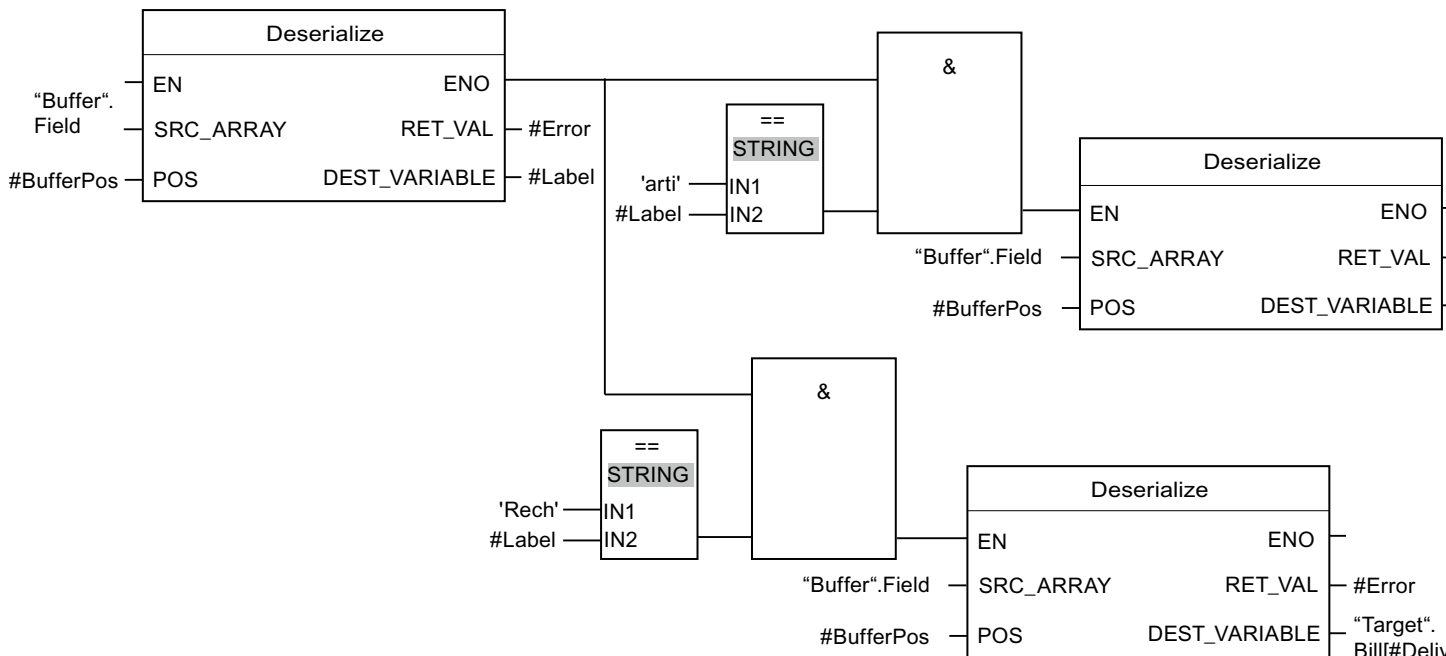 Deserialize
EN ENO
“Buffer“.
Field
SRC_ARRAY RET_VAL #Error
#BufferPos POS DEST_VARIABLE #Label
&
==
STRING
'arti' IN1
#Label IN2
Deserialize
EN ENO
“Buffer“.Field SRC_ARRAY RET_VAL
#BufferPos POS DEST_VARIABLE
&
==
STRING
'Rech' IN1
#Label IN2
Deserialize
EN ENO
“Buffer“.Field SRC_ARRAY RET_VAL #Error
#BufferPos POS DEST_VARIABLE “Target“.
Bill[#Deliv